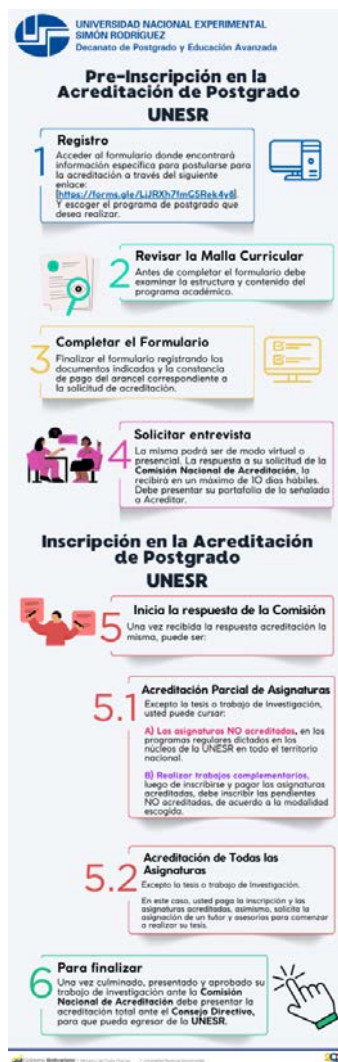 UNIVERSIDAD NACIONAL EXPERIMENTAL
SIMÓN RODRÍGUEZ
Decanato de Postgrado y Educación Avanzada
Pre-Inscripción en la
Acreditación de Postgrado
UNESR
1
Registro
Acceder al formulario donde encontrará
información específica para postularse para
la acreditación a través del siguiente
enlace:
Y escoger el programa de postgrado que
desea realizar.
2
Revisar la Malla Curricular
Antes de completar el formulario debe
examinar la estructura y contenido del
programa académico.
3
Completar el Formulario
Finalizar el formulario registrando los
documentos indicados y la constancia
de pago del arancel correspondiente a
la solicitud de acreditación.
4
Solicitar entrevista
La misma podrá ser de modo virtual o
presencial. La respuesta a su solicitud de la
Comisión Nacional de Acreditación, la
recibirá en un máximo de 10 días hábiles.
Debe presentar su portafolio de lo señalado
a Acreditar.
Inscripción en la Acreditación
de Postgrado
UNESR
5
Inicia la respuesta de la Comisión
Una vez recibida la respuesta acreditación la
misma, puede ser:
5.1
Acreditación Parcial de Asignaturas
Excepto la tesis o trabajo de Investigación,
usted puede cursar:
A) Las asignaturas NO acreditadas, en los
programas regulares dictados en los
núcleos de la UNESR en todo el territorio
nacional.
B) Realizar trabajos complementarios,
luego de inscribirse y pagar las asignaturas
acreditadas, debe inscribir las pendientes
NO acreditadas, de acuerdo a la modalidad
escogida.
5.2
Acreditación de Todas las
Asignaturas
Excepto la tesis o trabajo de Investigación.
En este caso, usted paga la inscripción y las
asignaturas acreditadas, asimismo, solicita la
asignación de un tutor y asesorías para comenzar
a realizar su tesis.
6
Para finalizar
Una vez culminado, presentado y aprobado su
trabajo de investigación ante la Comisión
Nacional de Acreditación debe presentar la
acreditación total ante el Consejo Directivo,
para que pueda egresar de la UNESR.
Gobierno Bolivariano